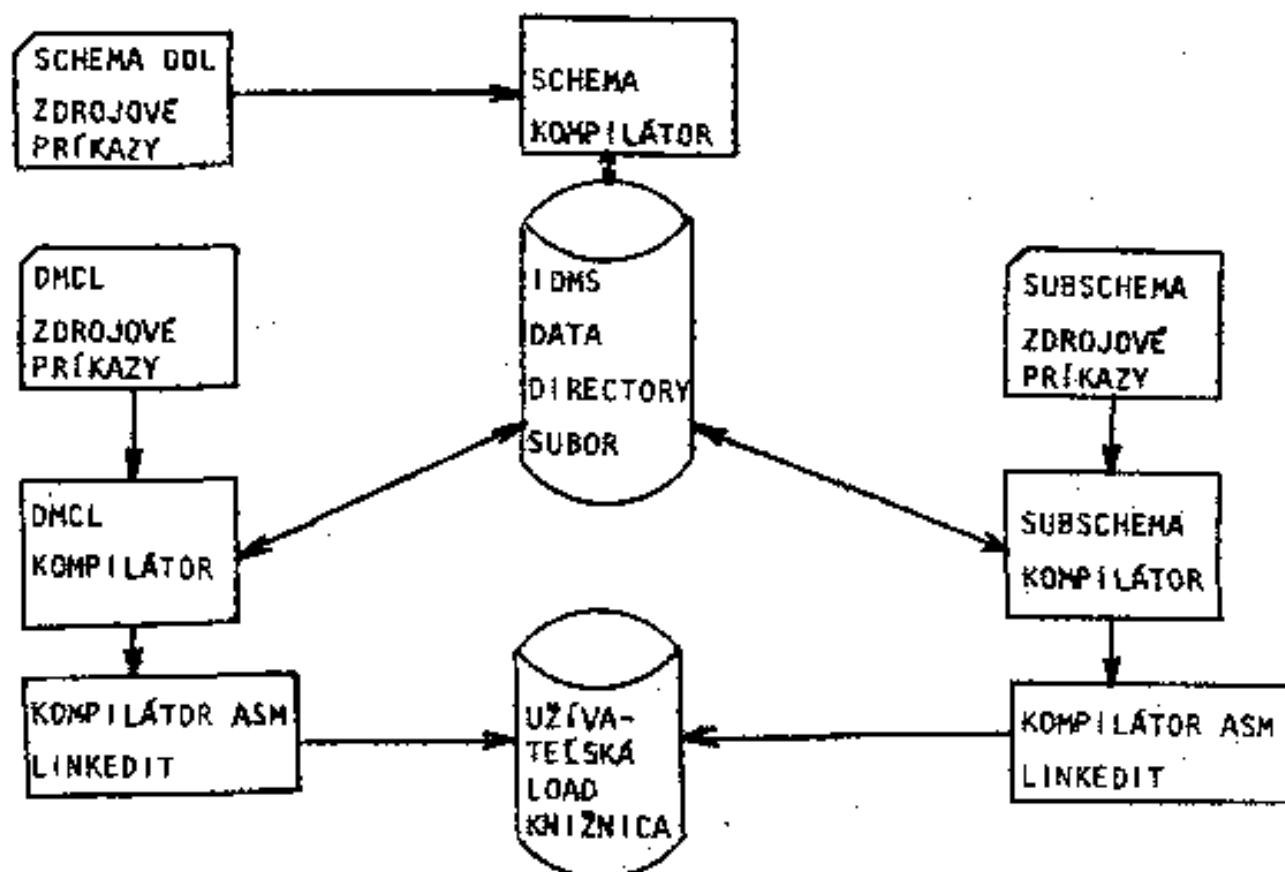 SCHEMA DDL
ZDROJOVÉ
PRÍKAZY
SCHEMA
KOMPILÁTOR
DMCL
ZDROJOVÉ
PRÍKAZY
IDMS
DATA
DIRECTORY
SUBOR
SUBSCHEMA
ZDROJOVÉ
PRÍKAZY
DMCL
KOMPILÁTOR
SUBSCHEMA
KOMPILÁTOR
KOMPILÁTOR ASM
LINKEDIT
UŽÍVA-
TEĽSKÁ
LOAD
KNIŽNICA
KOMPILÁTOR ASM
LINKEDIT